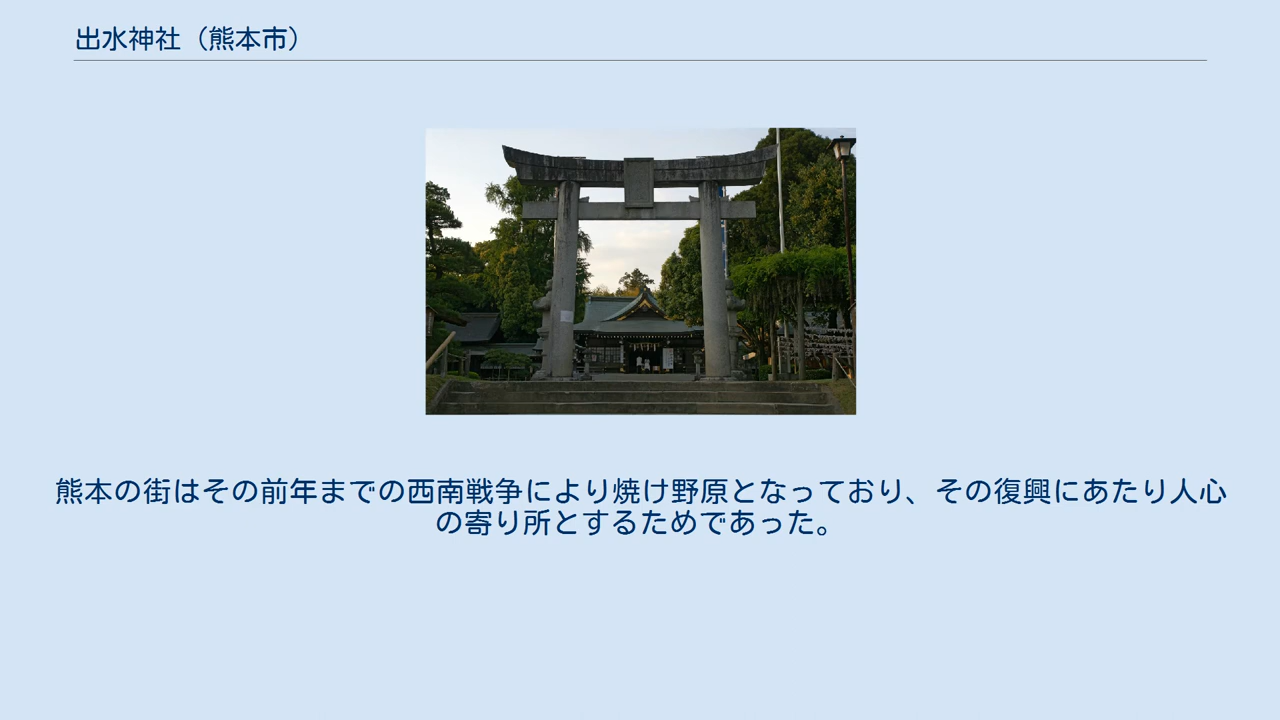 出水神社（熊本市）
熊本の街はその前年までの西南戦争により焼け野原となっており、その復興にあたり人心
の寄り所とするためであった。